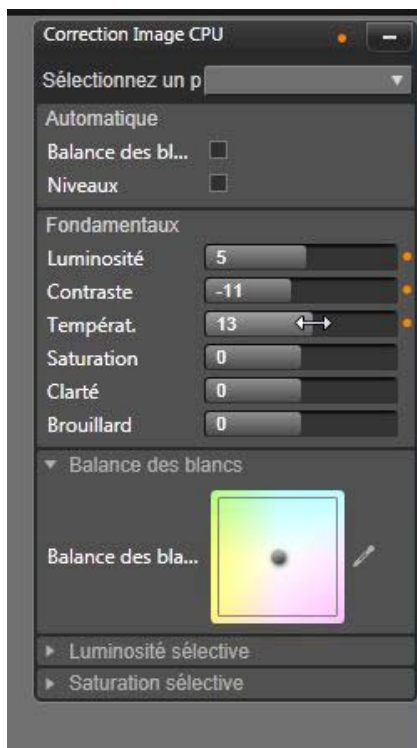 Correction Image CPU
Sélectionnez un p
Automatique
Balance des bl...
Niveaux
Fondamentaux
Luminosité 5
Contraste -11
Températ. 13
Saturation 0
Clarté 0
Brouillard 0
Balance des blancs
Balance des bla...
Luminosité sélective
Saturation sélective